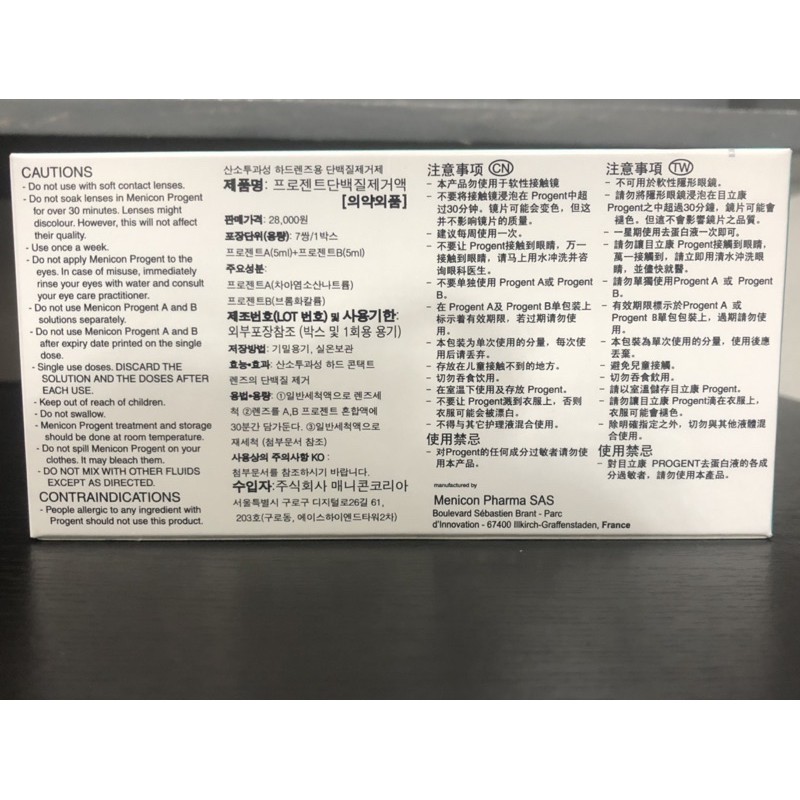 CAUTIONS
- Do not use with soft contact lenses.
- Do not soak lenses in Menicon Progent
for over 30 minutes. Lenses might
discolour. However, this will not affect
their quality.
- Use once a week.
- Do not apply Menicon Progent to the
eyes. In case of misuse, immediately
rinse your eyes with water and consult
your eye care practitioner.
- Do not use Menicon Progent A and B
solutions separately.
- Do not use Menicon Progent A and B
after expiry date printed on the single
dose.
- Single use doses. DISCARD THE
SOLUTION AND THE DOSES AFTER
EACH USE.
- Keep out of reach of children.
- Do not swallow.
- Menicon Progent treatment and storage
should be done at room temperature.
- Do not spill Menicon Progent on your
clothes. It may bleach them.
- DO NOT MIX WITH OTHER FLUIDS
EXCEPT AS DIRECTED.
CONTRAINDICATIONS
- People allergic to any ingredient with
Progent should not use this product.
산소투과성 하드렌즈용 단백질제거제
제품명: 프로젠트단백질제거액
[의약외품]
판매가격: 28,000원
포장단위(용량): 7쌍/1박스
프로젠트A(5ml)+프로젠트B(5ml)
주요성분:
프로젠트A(차아염소산나트륨)
프로젠트B(브롬화칼륨)
제조번호(LOT 번호) 및 사용기한:
외부포장참조 (박스 및 1회용 용기)
저장방법: 기밀용기, 실온보관
효능•효과: 산소투과성 하드 콘택트
렌즈의 단백질 제거
용법•용량: ①일반세척액으로 렌즈세
척 ②렌즈를 A,B 프로젠트 혼합액에
30분간 담가둔다. ③일반세척액으로
재세척 (첨부문서 참조)
사용상의 주의사항 KO :
첨부문서를 참조하시기 바랍니다.
수입자:주식회사 매니콘코리아
서울특별시 구로구 디지털로26길 61,
203호(구로동, 에이스하이엔드타워2차)
注意事项 CN
- 本产品勿使用于软性接触镜
- 不要将接触镜浸泡在 Progent中超
过30分钟。镜片可能会变色，但这
并不影响镜片的质量。
- 建议每周使用一次。
- 不要让 Progent接触到眼睛，万一
接触到眼睛，请马上用水冲洗并咨
询眼科医生。
- 不要单独使用 Progent A或 Progent
B。
- 在 Progent A及 Progent B单包装上
标示着有效期限，若过期请勿使
用。
- 本包装为单次使用的分量，每次使
用后请丢弃。
- 存放在儿童接触不到的地方。
- 切勿吞食饮用。
- 在室温下使用及存放 Progent。
- 不要让 Progent溅到衣服上，否则
衣服可能会被漂白。
- 不得与其它护理液混合使用。
使用禁忌
- 对Progent的任何成分过敏者请勿使
用本产品。
manufactured by
Menicon Pharma SAS
Boulevard Sébastien Brant - Parc
d'Innovation - 67400 Illkirch-Graffenstaden, France
注意事項 TW
- 不可用於軟性隱形眼鏡。
- 請勿將隱形眼鏡浸泡在目立康
Progent之中超過30分鐘，鏡片可能會
褪色。但這不會影響鏡片之品質。
- 一星期使用去蛋白液一次即可。
- 請勿讓目立康 Progent接觸到眼睛，
萬一接觸到，請立即用清水沖洗眼
睛，並儘快就醫。
- 請勿單獨使用Progent A 或 Progent
B。
- 有效期限標示於Progent A 或
Progent B單包包裝上，過期請勿使
用。
- 本包裝為單次使用的分量，使用後應
丟棄。
- 避免兒童接觸。
- 切勿吞食飲用。
- 請以室溫儲存目立康 Progent。
- 請勿讓目立康 Progent滴在衣服上，
衣服可能會褪色。
- 除明確指定之外，切勿與其他液體混
合使用。
使用禁忌
- 對目立康 PROGENT去蛋白液的各成
分過敏者，請勿使用本產品。